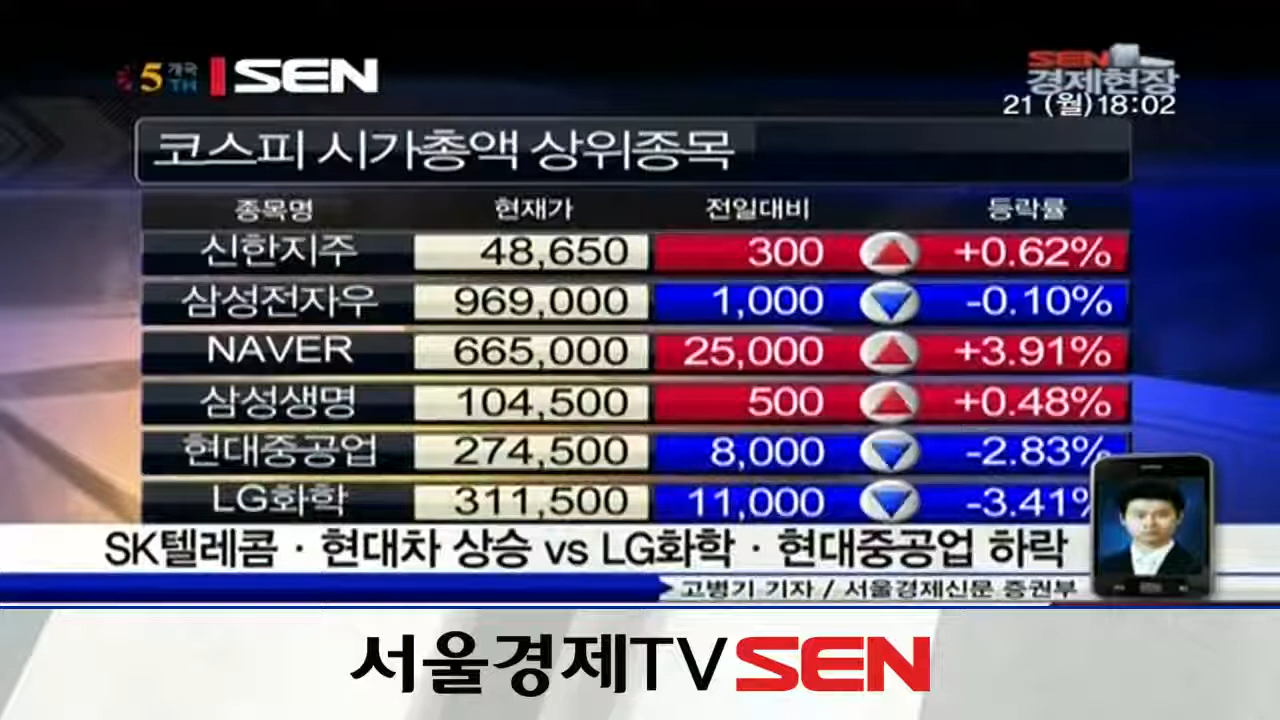 5 개국 TH SEN
SEN 경제현장
21 (월) 18:02
코스피 시가총액 상위종목
종목명 현재가 전일대비 등락률
신한지주 48,650 300 ▲ +0.62%
삼성전자우 969,000 1,000 ▼ -0.10%
NAVER 665,000 25,000 ▲ +3.91%
삼성생명 104,500 500 ▲ +0.48%
현대중공업 274,500 8,000 ▼ -2.83%
LG화학 311,500 11,000 ▼ -3.41%
SK텔레콤 · 현대차 상승 vs LG화학 · 현대중공업 하락
고병기 기자 / 서울경제신문 증권부
서울경제TV SEN